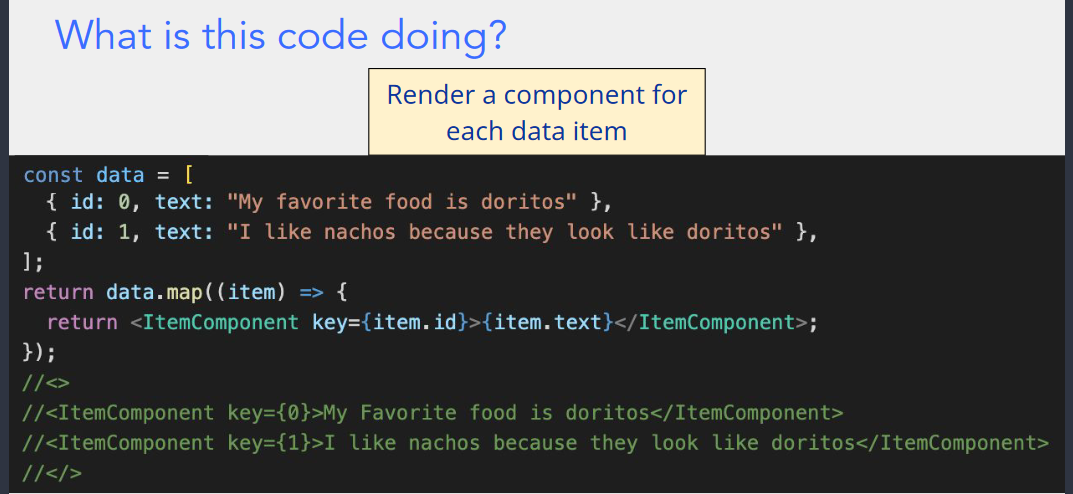 What is this code doing?
Render a component for
each data item
const data = [
  { id: 0, text: "My favorite food is doritos" },
  { id: 1, text: "I like nachos because they look like doritos" },
];
return data.map((item) => {
  return <ItemComponent key={item.id}>{item.text}</ItemComponent>;
});
//<>
//<ItemComponent key={0}>My Favorite food is doritos</ItemComponent>
//<ItemComponent key={1}>I like nachos because they look like doritos</ItemComponent>
//</>